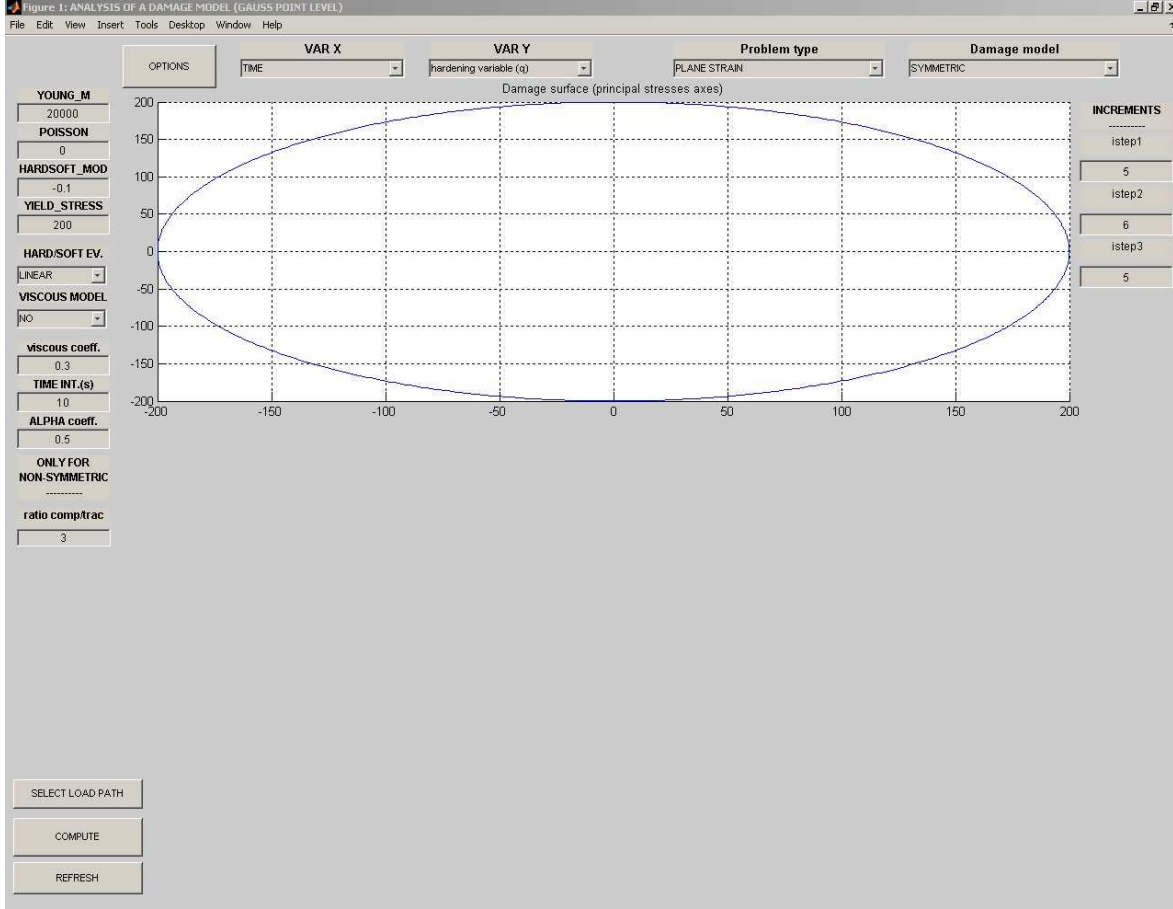 Figure 1: ANALYSIS OF A DAMAGE MODEL (GAUSS POINT LEVEL)
File Edit View Insert Tools Desktop Window Help
OPTIONS
VAR X
TIME
VAR Y
hardening variable (q)
Problem type
PLANE STRAIN
Damage model
SYMMETRIC
YOUNG_M
20000
POISSON
0
HARDSOFT_MOD
-0.1
YIELD_STRESS
200
HARD/SOFT EV.
LINEAR
VISCOUS MODEL
NO
viscous coeff.
0.3
TIME INT.(s)
10
ALPHA coeff.
0.5
ONLY FOR
NON-SYMMETRIC
----------
ratio comp/trac
3
Damage surface (principal stresses axes)
200
150
100
50
0
-50
-100
-150
-200
-200 -150 -100 -50 0 50 100 150 200
INCREMENTS
----------
istep1
5
istep2
6
istep3
5
SELECT LOAD PATH
COMPUTE
REFRESH